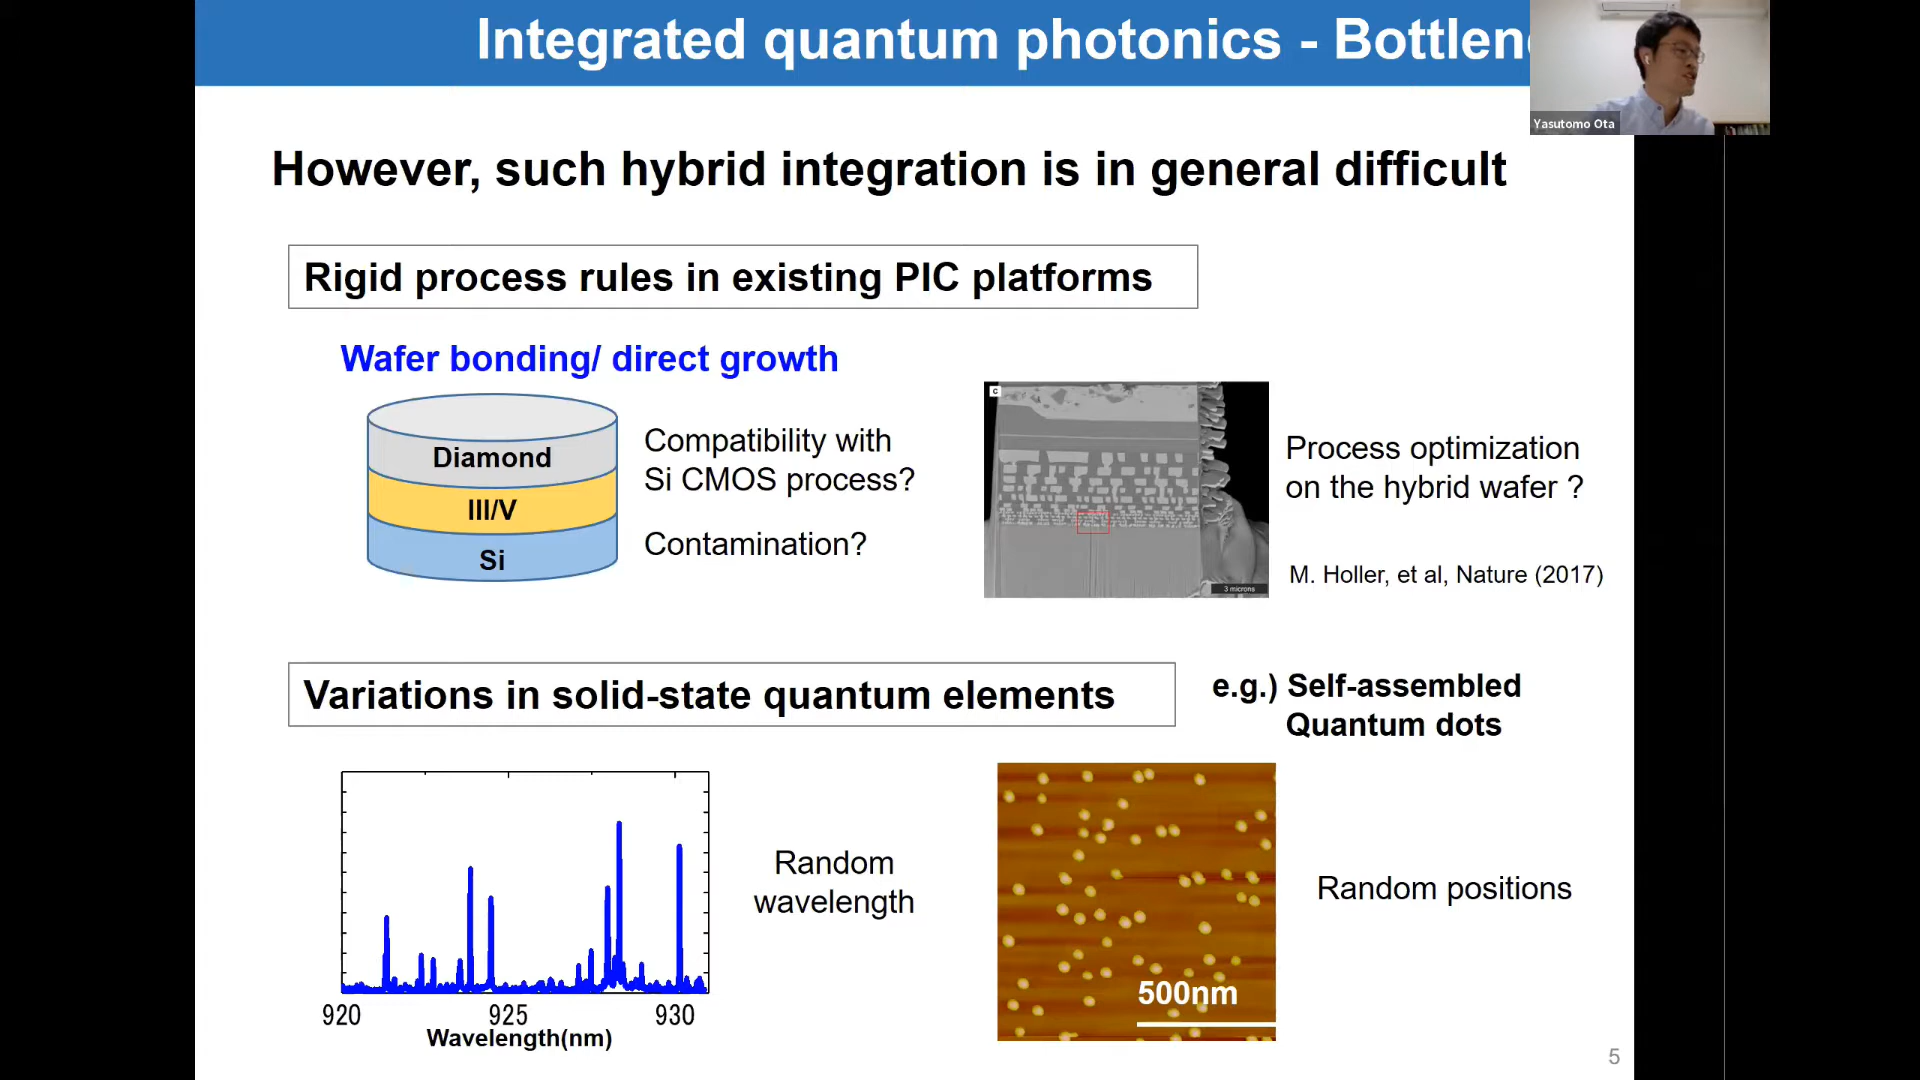 Integrated quantum photonics - Bottlen
Yasutomo Ota
However, such hybrid integration is in general difficult
Rigid process rules in existing PIC platforms
Wafer bonding/ direct growth
Diamond
III/V
Si
Compatibility with
Si CMOS process?
Contamination?
c
3 microns
Process optimization
on the hybrid wafer ?
M. Holler, et al, Nature (2017)
Variations in solid-state quantum elements
e.g.) Self-assembled
Quantum dots
920 925 930
Wavelength(nm)
Random
wavelength
500nm
Random positions
5